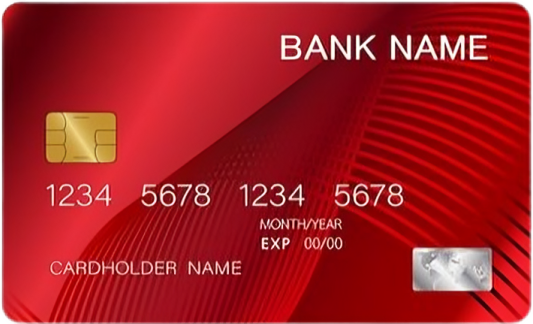 BANK NAME
1234 5678 1234 5678
MONTH/YEAR
EXP 00/00
CARDHOLDER NAME